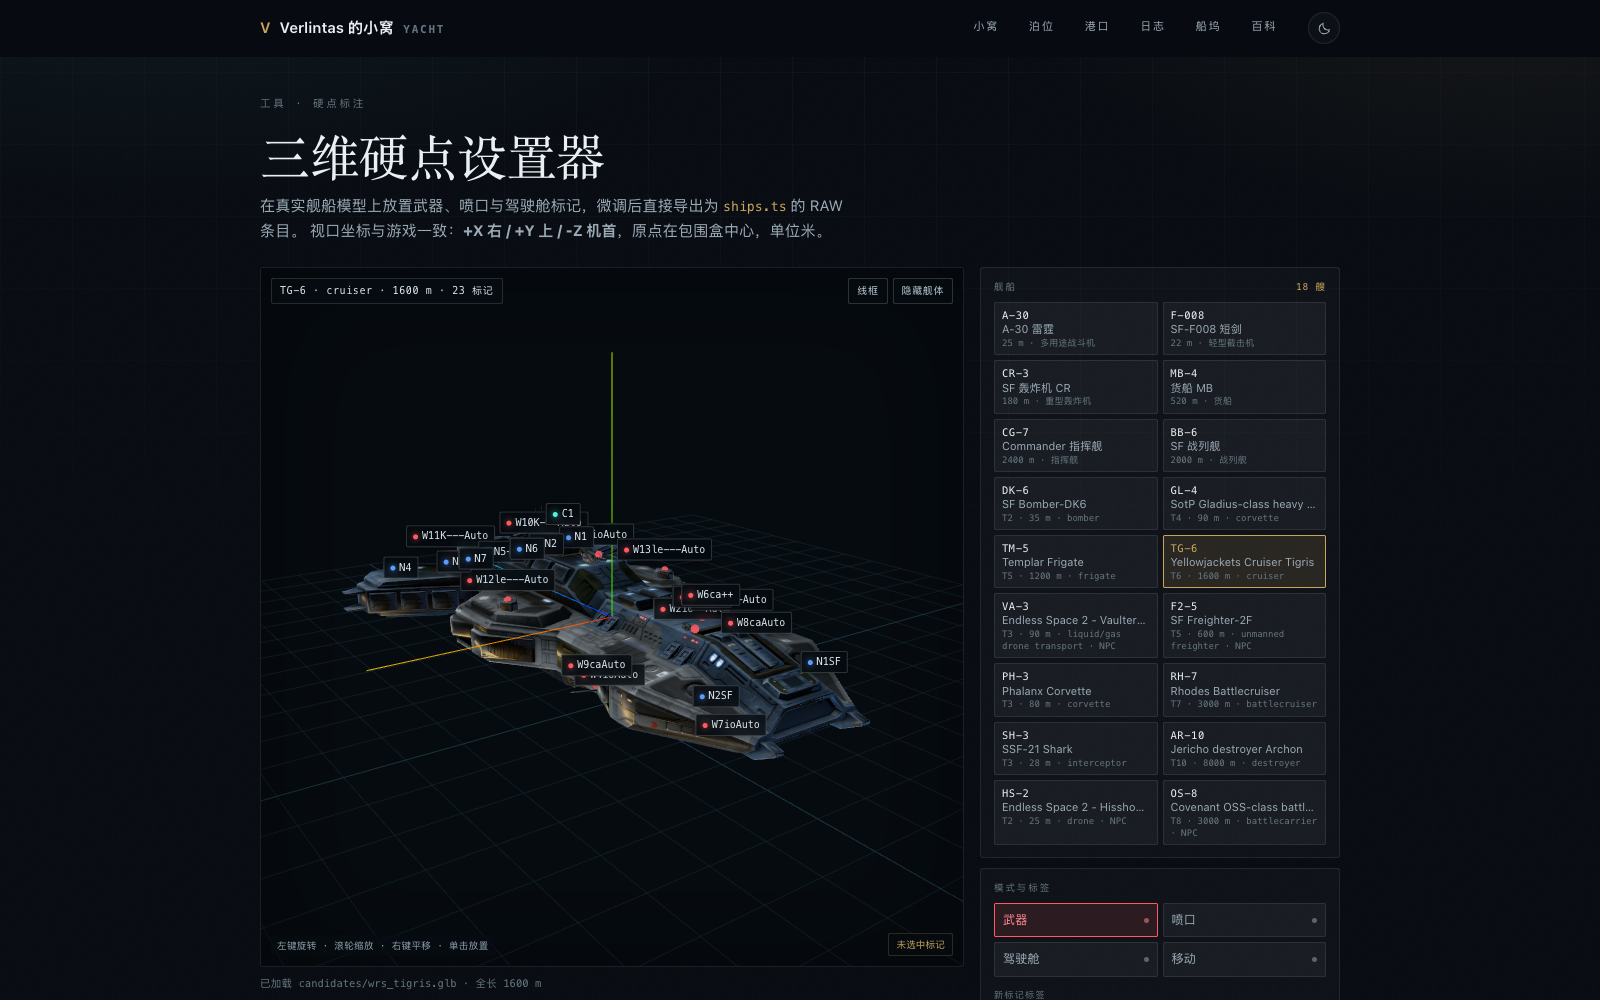 V Verlintas 的小窝 YACHT
小窝 泊位 港口 日志 船坞 百科
工具 · 硬点标注
三维硬点设置器
在真实舰船模型上放置武器、喷口与驾驶舱标记，微调后直接导出为 ships.ts 的 RAW
条目。 视口坐标与游戏一致：+X 右 / +Y 上 / -Z 机首，原点在包围盒中心，单位米。
TG-6 · cruiser · 1600 m · 23 标记
线框 隐藏舰体
C1
W10K-
W11K---Auto
N1
ioAuto
N2
N6
N5-
W13le---Auto
N7
N
N4
W12le---Auto
W6ca++
-Auto
W8caAuto
N1SF
W9caAuto
N2SF
W7ioAuto
左键旋转 · 滚轮缩放 · 右键平移 · 单击放置
未选中标记
已加载 candidates/wrs_tigris.glb · 全长 1600 m
舰船 18 艘
A-30
A-30 雷霆
25 m · 多用途战斗机
F-008
SF-F008 短剑
22 m · 轻型截击机
CR-3
SF 轰炸机 CR
180 m · 重型轰炸机
MB-4
货船 MB
520 m · 货船
CG-7
Commander 指挥舰
2400 m · 指挥舰
BB-6
SF 战列舰
2000 m · 战列舰
DK-6
SF Bomber-DK6
T2 · 35 m · bomber
GL-4
SotP Gladius-class heavy ...
T4 · 90 m · corvette
TM-5
Templar Frigate
T5 · 1200 m · frigate
TG-6
Yellowjackets Cruiser Tigris
T6 · 1600 m · cruiser
VA-3
Endless Space 2 - Vaulter...
T3 · 90 m · liquid/gas
drone transport · NPC
F2-5
SF Freighter-2F
T5 · 600 m · unmanned
freighter · NPC
PH-3
Phalanx Corvette
T3 · 80 m · corvette
RH-7
Rhodes Battlecruiser
T7 · 3000 m · battlecruiser
SH-3
SSF-21 Shark
T3 · 28 m · interceptor
AR-10
Jericho destroyer Archon
T10 · 8000 m · destroyer
HS-2
Endless Space 2 - Hissho...
T2 · 25 m · drone · NPC
OS-8
Covenant OSS-class battl...
T8 · 3000 m · battlecarrier
· NPC
模式与标签
武器 喷口
驾驶舱 移动
新标记标签